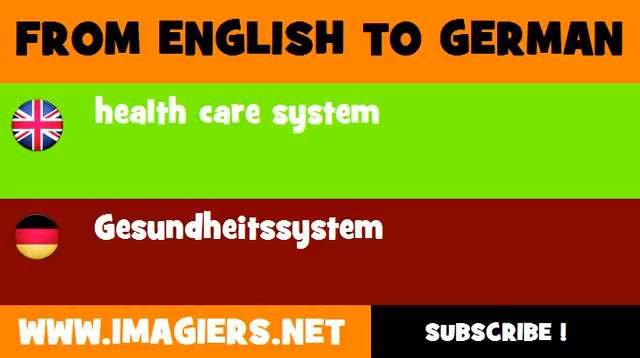 FROM ENGLISH TO GERMAN
health care system
Gesundheitssystem
WWW.IMAGIERS.NET
SUBSCRIBE !